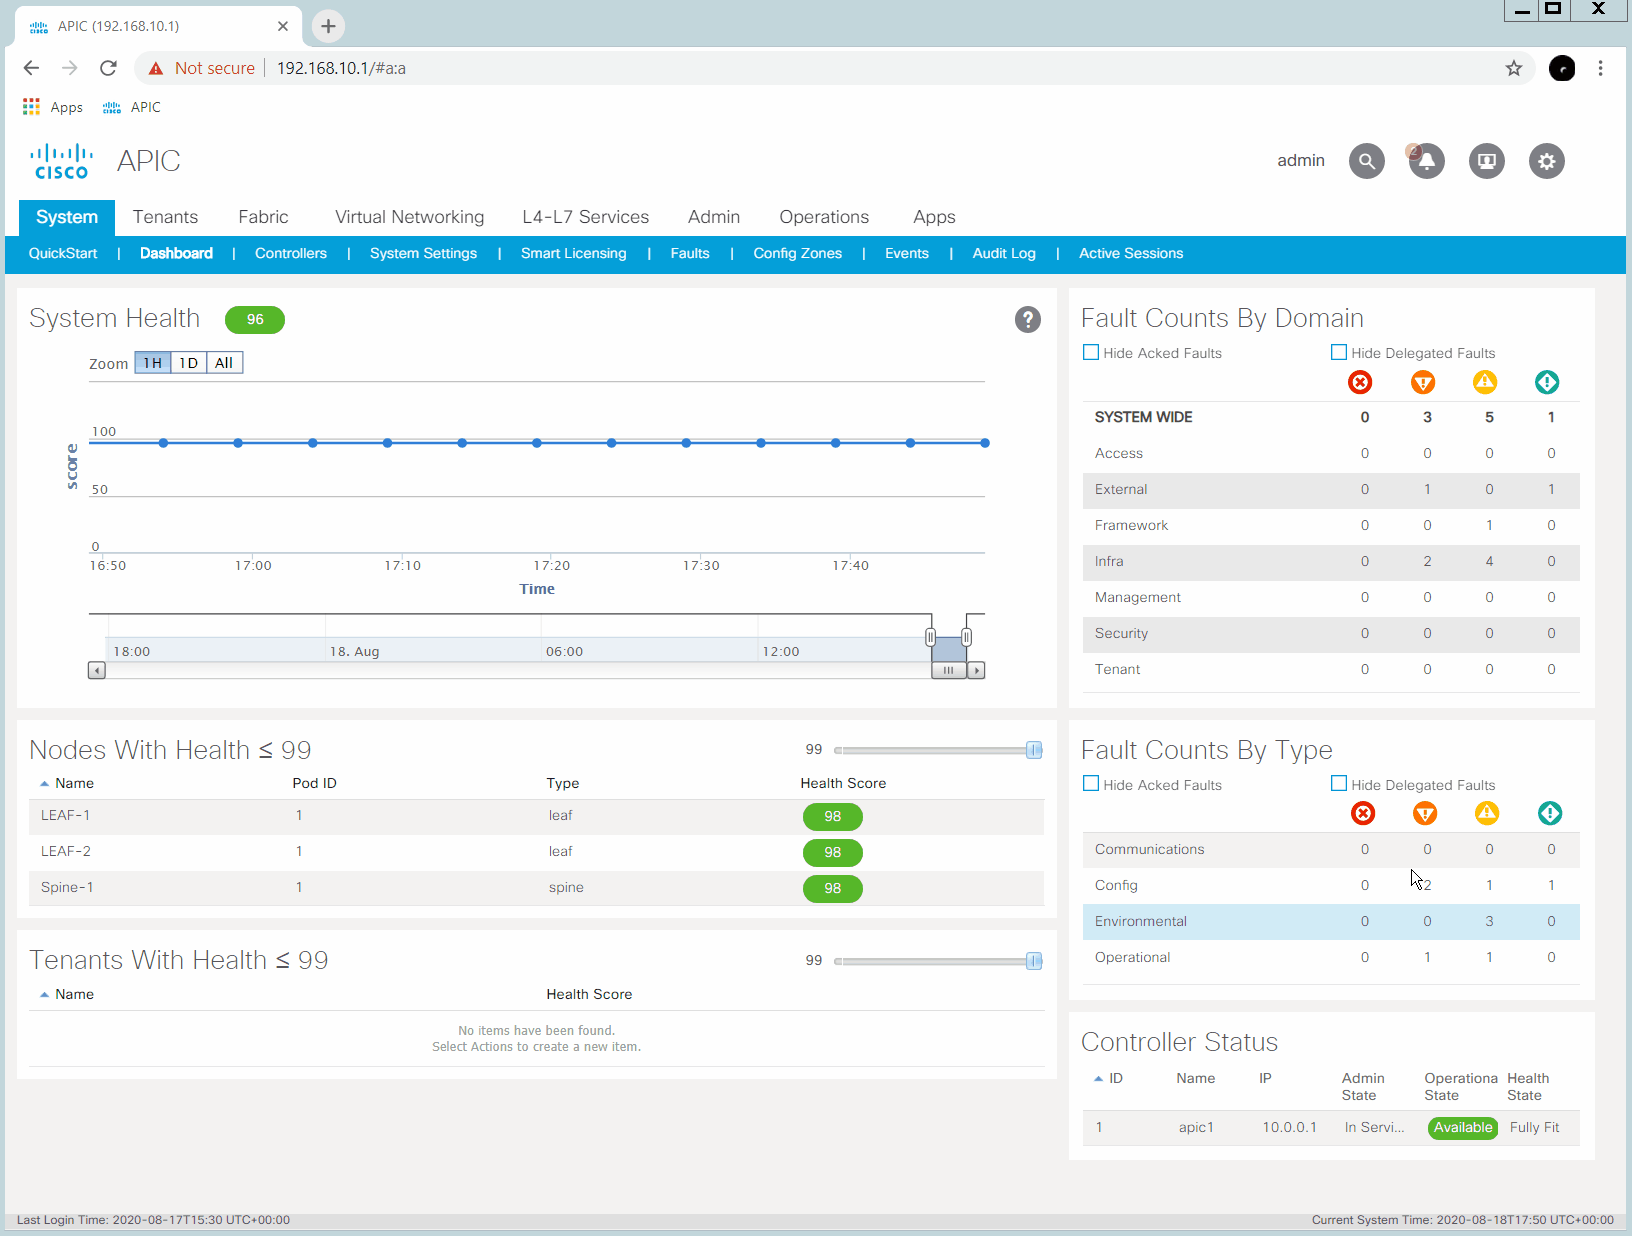 APIC (192.168.10.1)
Not secure | 192.168.10.1/#a:a
Apps APIC
CISCO APIC admin
System Tenants Fabric Virtual Networking L4-L7 Services Admin Operations Apps
QuickStart | Dashboard | Controllers | System Settings | Smart Licensing | Faults | Config Zones | Events | Audit Log | Active Sessions
System Health 96 ?
Zoom 1H 1D All
100
score
50
0
16:50 17:00 17:10 17:20 17:30 17:40
Time
18:00 18. Aug 06:00 12:00
Nodes With Health ≤ 99 99
Name Pod ID Type Health Score
LEAF-1 1 leaf 98
LEAF-2 1 leaf 98
Spine-1 1 spine 98
Tenants With Health ≤ 99 99
Name Health Score
No items have been found.
Select Actions to create a new item.
Fault Counts By Domain
Hide Acked Faults Hide Delegated Faults
SYSTEM WIDE 0 3 5 1
Access 0 0 0 0
External 0 1 0 1
Framework 0 0 1 0
Infra 0 2 4 0
Management 0 0 0 0
Security 0 0 0 0
Tenant 0 0 0 0
Fault Counts By Type
Hide Acked Faults Hide Delegated Faults
Communications 0 0 0 0
Config 0 2 1 1
Environmental 0 0 3 0
Operational 0 1 1 0
Controller Status
ID Name IP Admin State Operationa State Health State
1 apic1 10.0.0.1 In Servi... Available Fully Fit
Last Login Time: 2020-08-17T15:30 UTC+00:00 Current System Time: 2020-08-18T17:50 UTC+00:00